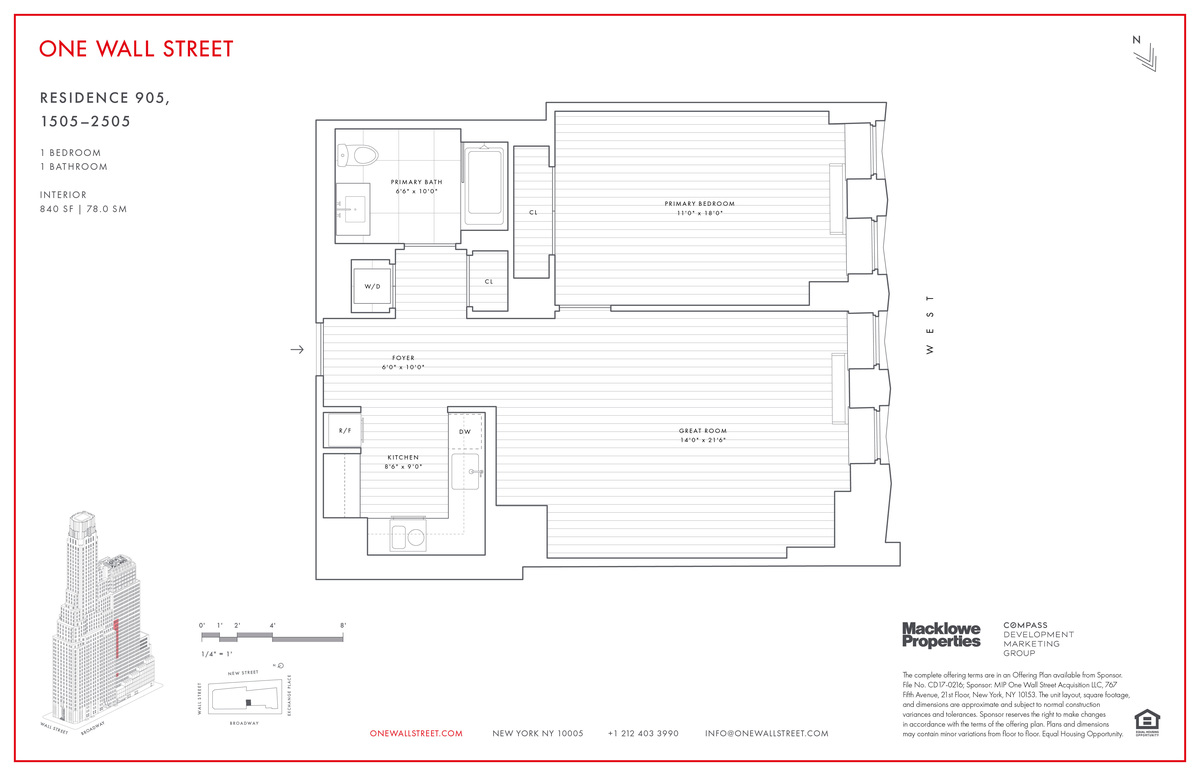 ONE WALL STREET
N
RESIDENCE 905,
1505–2505
1 BEDROOM
1 BATHROOM
INTERIOR
840 SF | 78.0 SM
PRIMARY BATH
6'6" x 10'0"
CL
PRIMARY BEDROOM
11'0" x 18'0"
W/D
CL
WEST
FOYER
6'0" x 10'0"
R/F
DW
KITCHEN
8'6" x 9'0"
GREAT ROOM
14'0" x 21'6"
0' 1' 2' 4' 8'
1/4" = 1'
NEW STREET
WALL STREET
EXCHANGE PLACE
BROADWAY
WALL STREET
BROADWAY
Macklowe
Properties
COMPASS
DEVELOPMENT
MARKETING
GROUP
The complete offering terms are in an Offering Plan available from Sponsor.
File No. CD17-0216; Sponsor: MIP One Wall Street Acquisition LLC, 767
Fifth Avenue, 21st Floor, New York, NY 10153. The unit layout, square footage,
and dimensions are approximate and subject to normal construction
variances and tolerances. Sponsor reserves the right to make changes
in accordance with the terms of the offering plan. Plans and dimensions
may contain minor variations from floor to floor. Equal Housing Opportunity.
EQUAL HOUSING
OPPORTUNITY
ONEWALLSTREET.COM NEW YORK NY 10005 +1 212 403 3990 INFO@ONEWALLSTREET.COM